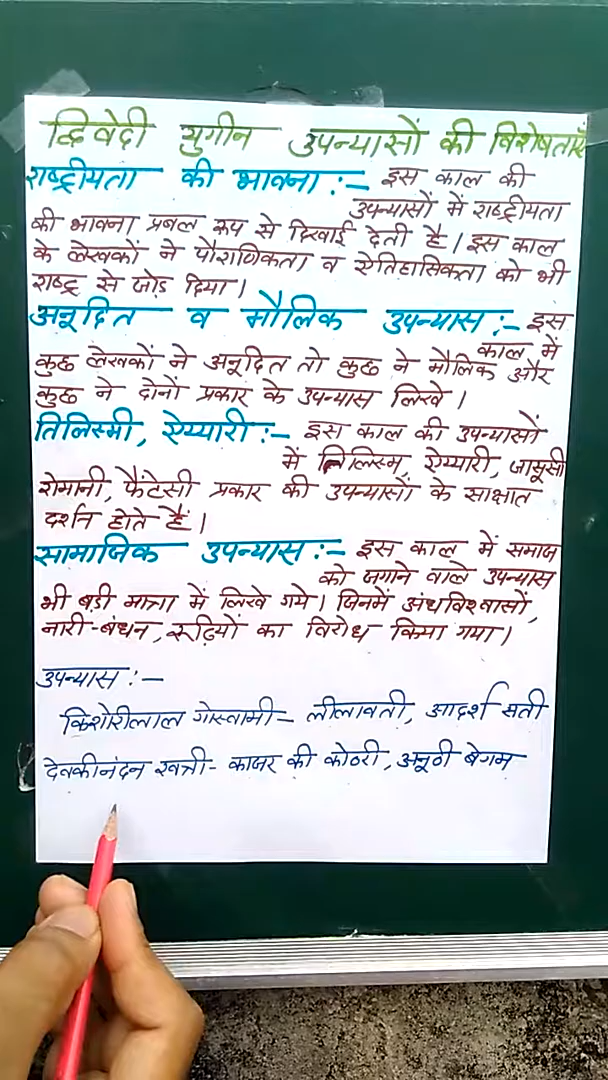 द्विवेदी युगीन उपन्यासों की विशेषताएँ
राष्ट्रीयता की भावना :- इस काल की
उपन्यासों में राष्ट्रीयता
की भावना प्रबल रूप से दिखाई देती है। इस काल
के लेखकों ने पौराणिकता व ऐतिहासिकता को भी
राष्ट्र से जोड़ दिया।
अनूदित व मौलिक उपन्यास :- इस
काल में
कुछ लेखकों ने अनूदित तो कुछ ने मौलिक और
कुछ ने दोनों प्रकार के उपन्यास लिखे।
तिलिस्मी, ऐय्यारी :- इस काल की उपन्यासों
में तिलिस्म, ऐय्यारी, जासूसी
रोमानी, फैंटेसी प्रकार की उपन्यासों के साक्षात
दर्शन होते हैं।
सामाजिक उपन्यास :- इस काल में समाज
को जगाने वाले उपन्यास
भी बड़ी मात्रा में लिखे गये। जिनमें अंधविश्वासों,
नारी-बंधन, रूढ़ियों का विरोध किया गया।
उपन्यास :-
किशोरीलाल गोस्वामी- लीलावती, आदर्श सती
देवकीनंदन खत्री- काजर की कोठरी, अनूठी बेगम